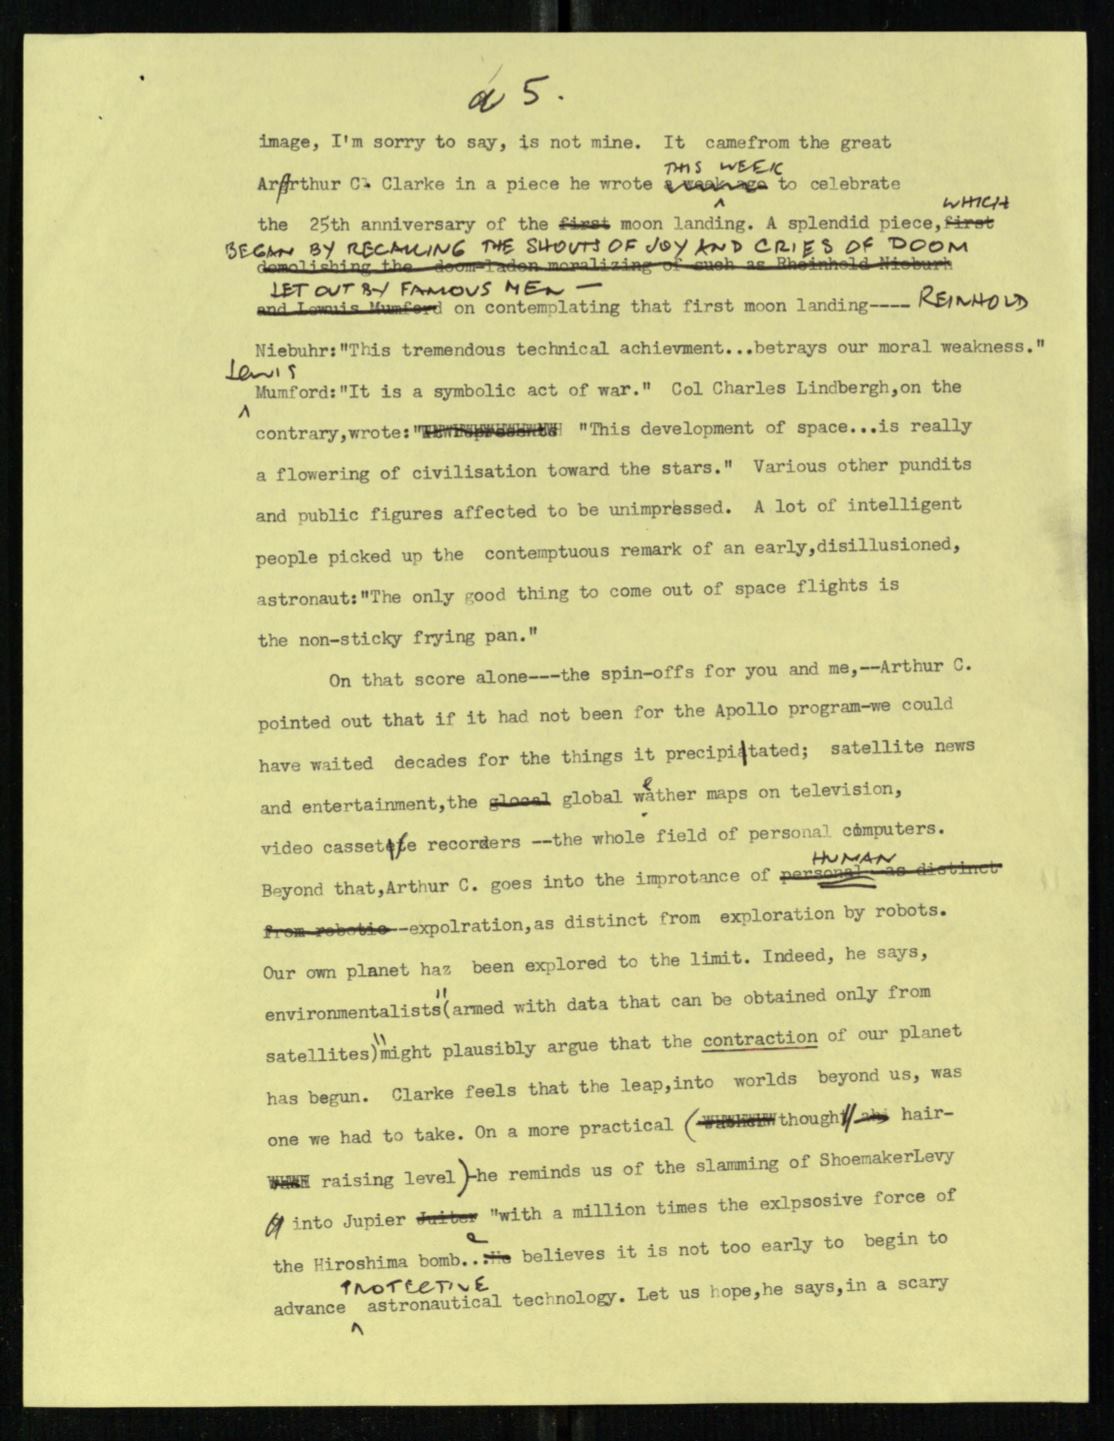 a 5.
image, I'm sorry to say, is not mine.  It  camefrom the great
THIS WEEK
Arthur C. Clarke in a piece he wrote a week ago to celebrate
WHICH
the  25th anniversary of the first moon landing. A splendid piece, first
BEGAN BY RECALLING THE SHOUTS OF JOY AND CRIES OF DOOM
demolishing the doom-laden moralizing of such as Rheinhold Nieburh
LET OUT BY FAMOUS MEN —
and Lewuis Mumford on contemplating that first moon landing---- REINHOLD
Niebuhr:"This tremendous technical achievment...betrays our moral weakness."
Lewis
Mumford:"It is a symbolic act of war."  Col Charles Lindbergh,on the
contrary,wrote:" "This development of space...is really
a flowering of civilisation toward the stars."  Various other pundits
and public figures affected to be unimpressed.  A lot of intelligent
people picked up the  contemptuous remark of an early,disillusioned,
astronaut:"The only good thing to come out of space flights is
the non-sticky frying pan."
On that score alone---the spin-offs for you and me,--Arthur C.
pointed out that if it had not been for the Apollo program-we could
have waited  decades for the things it precipitated;  satellite news
e
and entertainment,the glocal global wather maps on television,
video cassette recorders --the whole field of personal computers.
HUMAN
Beyond that,Arthur C. goes into the improtance of personal as distinct
from robotic--expolration,as distinct from  exploration by robots.
Our own planet haz  been explored to the limit. Indeed, he says,
environmentalists"(armed with data that can be obtained only from
satellites)"might plausibly argue that the contraction of our planet
has begun.  Clarke feels that the leap,into  worlds  beyond us, was
one we had to take. On a more practical (though hair-
raising level)-he reminds us of the slamming of ShoemakerLevy
9 into Jupier Juiter "with a million times the exlpsosive force of
e
the Hiroshima bomb...He believes it is not too early to  begin to
PROTECTIVE
advance  astronautical technology. Let us hope,he says,in a scary